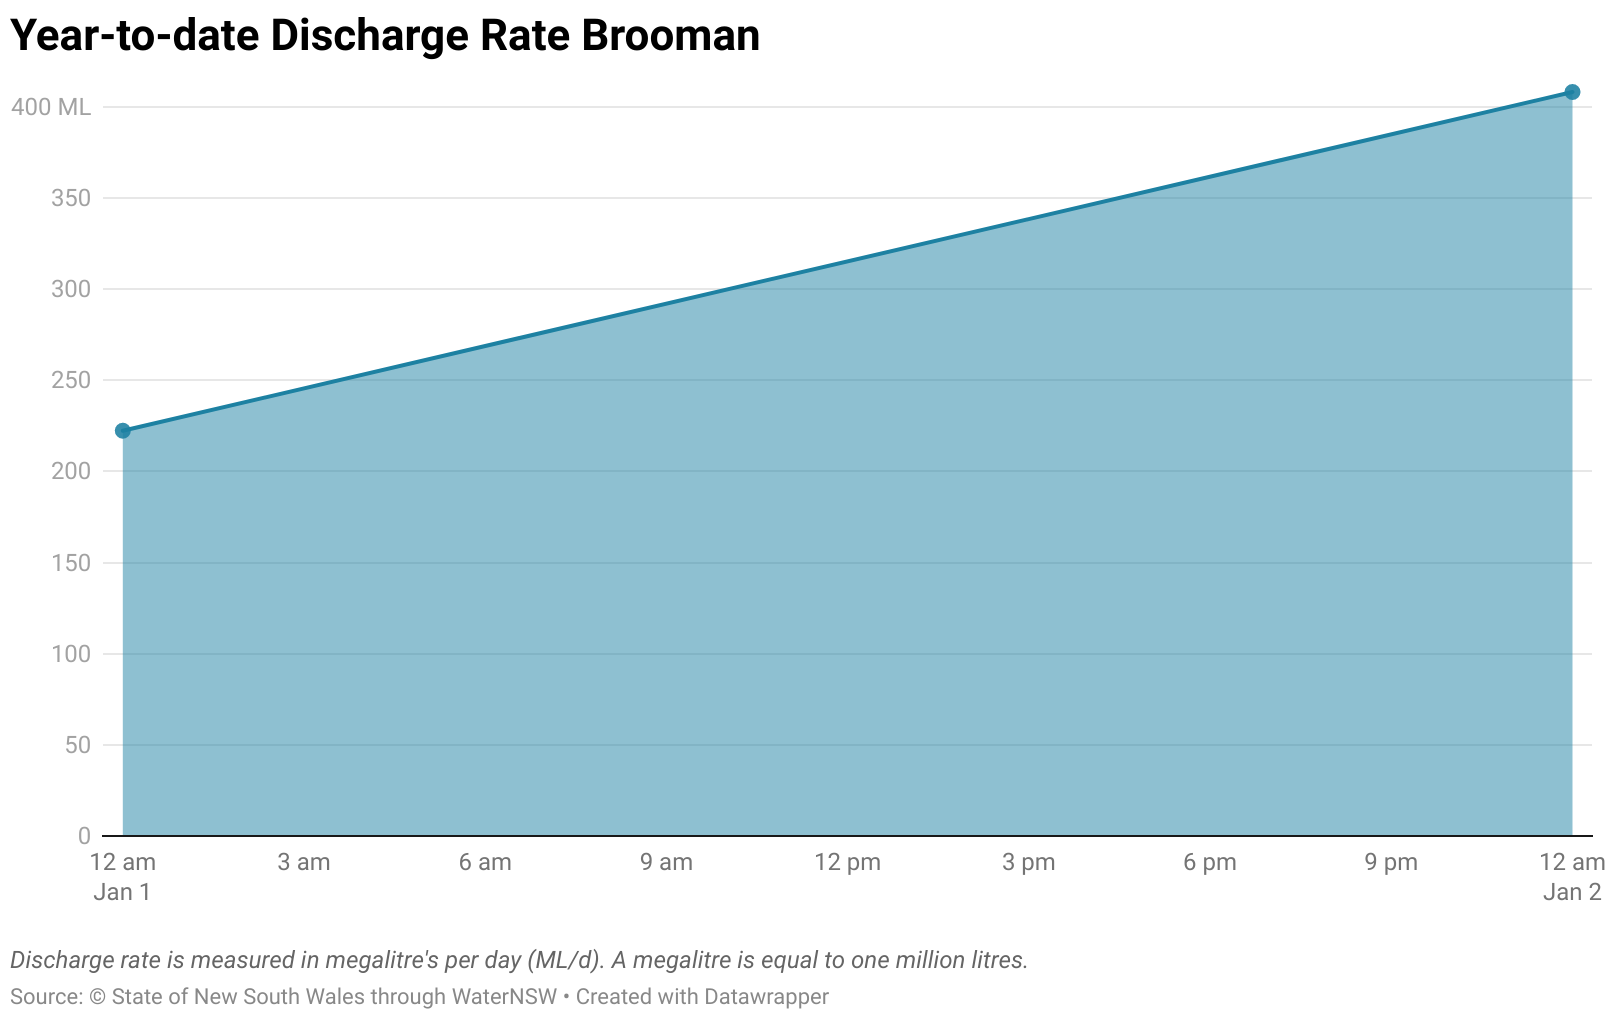 Year-to-date Discharge Rate Brooman
400 ML
350
300
250
200
150
100
50
0
12 am 3 am 6 am 9 am 12 pm 3 pm 6 pm 9 pm 12 am
Jan 1 Jan 2
Discharge rate is measured in megalitre's per day (ML/d). A megalitre is equal to one million litres.
Source: © State of New South Wales through WaterNSW • Created with Datawrapper